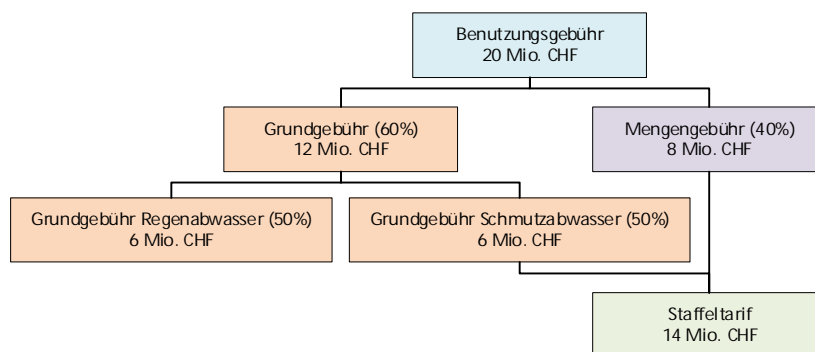 Benutzungsgebühr
20 Mio. CHF
Grundgebühr (60%)
12 Mio. CHF
Mengengebühr (40%)
8 Mio. CHF
Grundgebühr Regenabwasser (50%)
6 Mio. CHF
Grundgebühr Schmutzabwasser (50%)
6 Mio. CHF
Staffeltarif
14 Mio. CHF